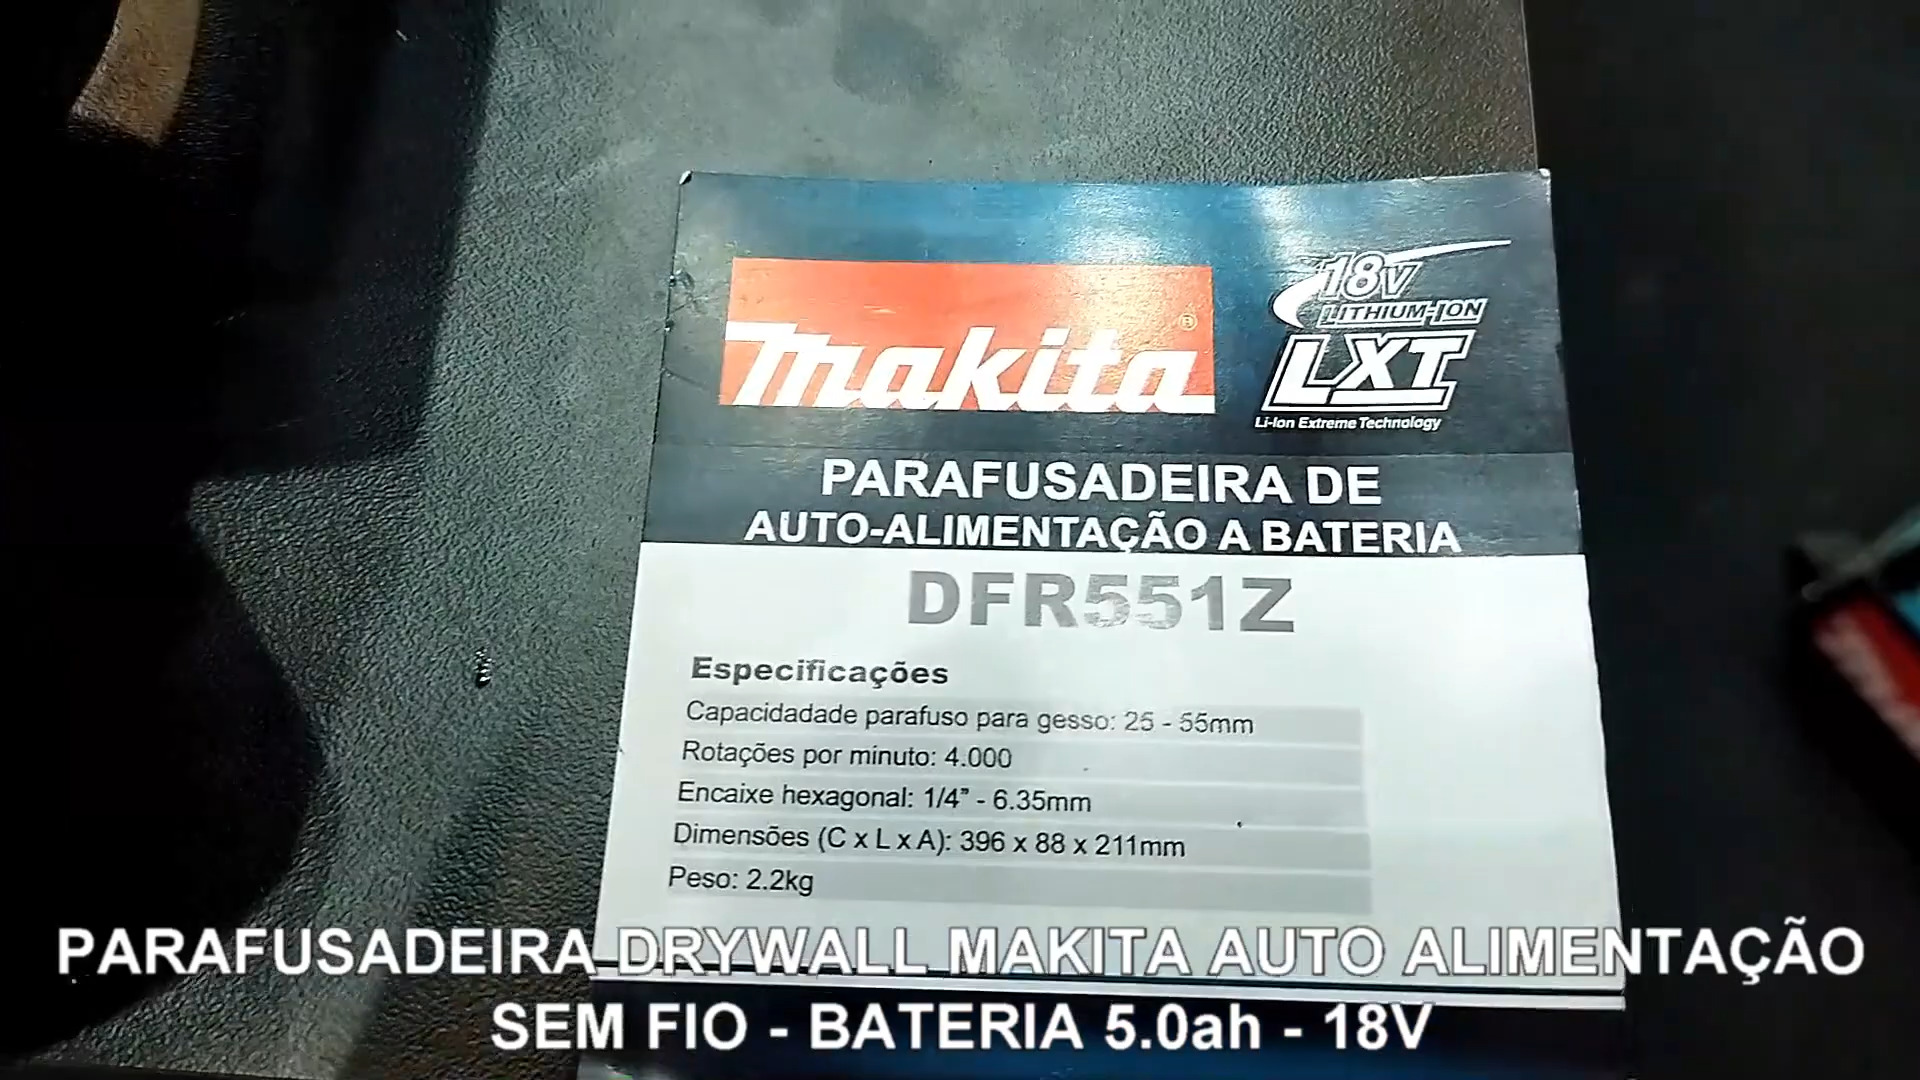 makita®
18V
LITHIUM-ION
LXT
Li-Ion Extreme Technology
PARAFUSADEIRA DE
AUTO-ALIMENTAÇÃO A BATERIA
DFR551Z
Especificações
Capacidadade parafuso para gesso: 25 - 55mm
Rotações por minuto: 4.000
Encaixe hexagonal: 1/4” - 6.35mm
Dimensões (C x L x A): 396 x 88 x 211mm
Peso: 2.2kg
PARAFUSADEIRA DRYWALL MAKITA AUTO ALIMENTAÇÃO
SEM FIO - BATERIA 5.0ah - 18V